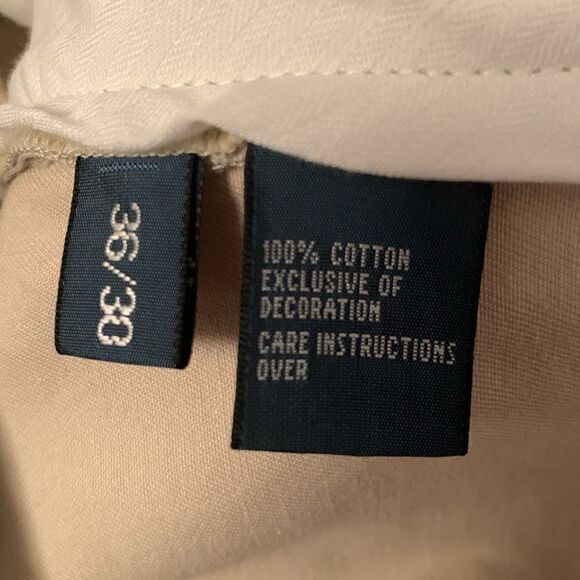 36/30
100% COTTON
EXCLUSIVE OF
DECORATION
CARE INSTRUCTIONS
OVER